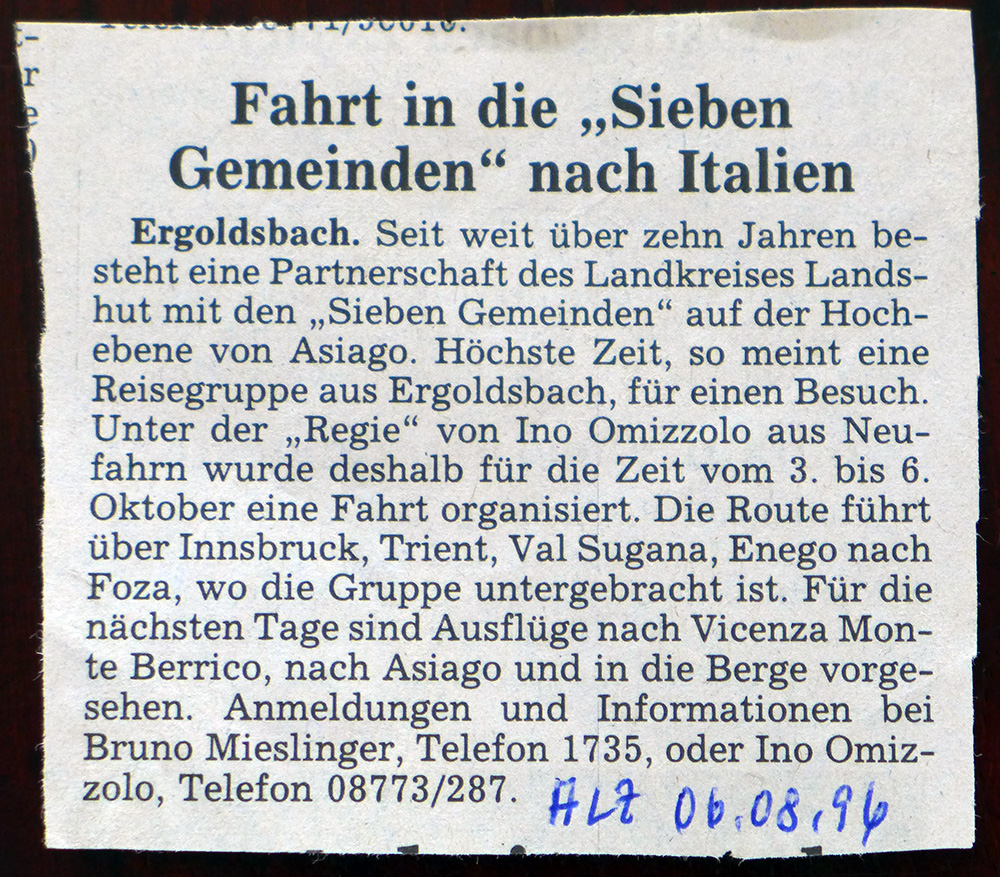 Fahrt in die „Sieben
Gemeinden“ nach Italien
Ergoldsbach. Seit weit über zehn Jahren be-
steht eine Partnerschaft des Landkreises Lands-
hut mit den „Sieben Gemeinden“ auf der Hoch-
ebene von Asiago. Höchste Zeit, so meint eine
Reisegruppe aus Ergoldsbach, für einen Besuch.
Unter der „Regie“ von Ino Omizzolo aus Neu-
fahrn wurde deshalb für die Zeit vom 3. bis 6.
Oktober eine Fahrt organisiert. Die Route führt
über Innsbruck, Trient, Val Sugana, Enego nach
Foza, wo die Gruppe untergebracht ist. Für die
nächsten Tage sind Ausflüge nach Vicenza Mon-
te Berrico, nach Asiago und in die Berge vorge-
sehen. Anmeldungen und Informationen bei
Bruno Mieslinger, Telefon 1735, oder Ino Omiz-
zolo, Telefon 08773/287.
ALZ 06.08.96